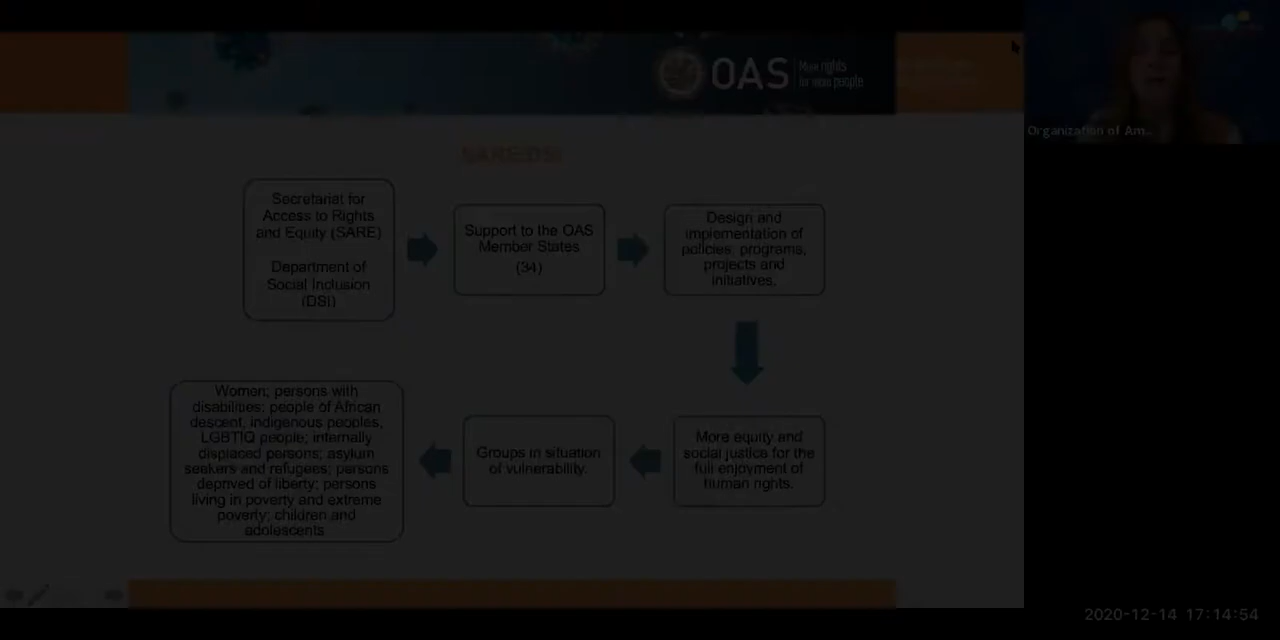 OAS
More rights
for more people
Organization of Am...
SARE/DSI
Secretariat for
Access to Rights
and Equity (SARE)
Department of
Social Inclusion
(DSI)
Support to the OAS
Member States
(34)
Design and
implementation of
policies, programs,
projects and
initiatives.
More equity and
social justice for the
full enjoyment of
human rights.
Groups in situation
of vulnerability.
Women; persons with
disabilities; people of African
descent, indigenous peoples,
LGBTIQ people; internally
displaced persons; asylum
seekers and refugees; persons
deprived of liberty; persons
living in poverty and extreme
poverty; children and
adolescents
2020-12-14 17:14:54